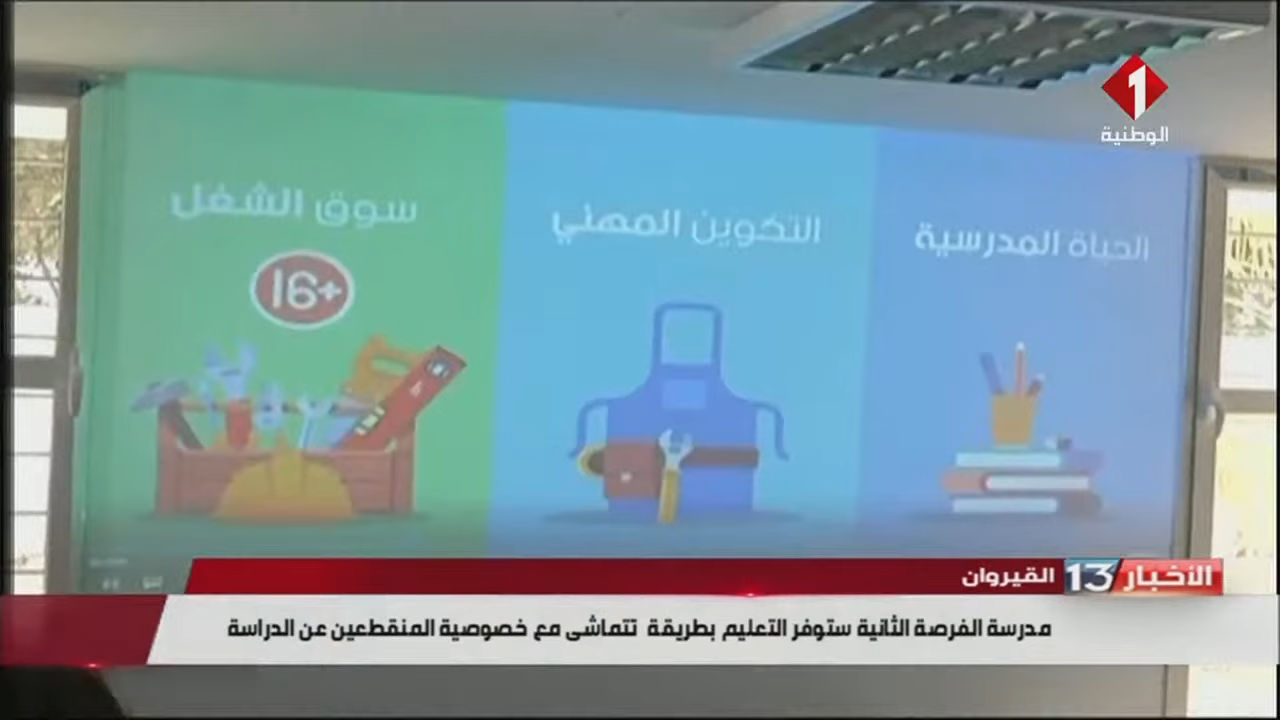 1
الوطنية
الحياة المدرسية
التكوين المهني
سوق الشغل
+16
الأخبار 13
القيروان
مدرسة الفرصة الثانية ستوفر التعليم بطريقة تتماشى مع خصوصية المنقطعين عن الدراسة